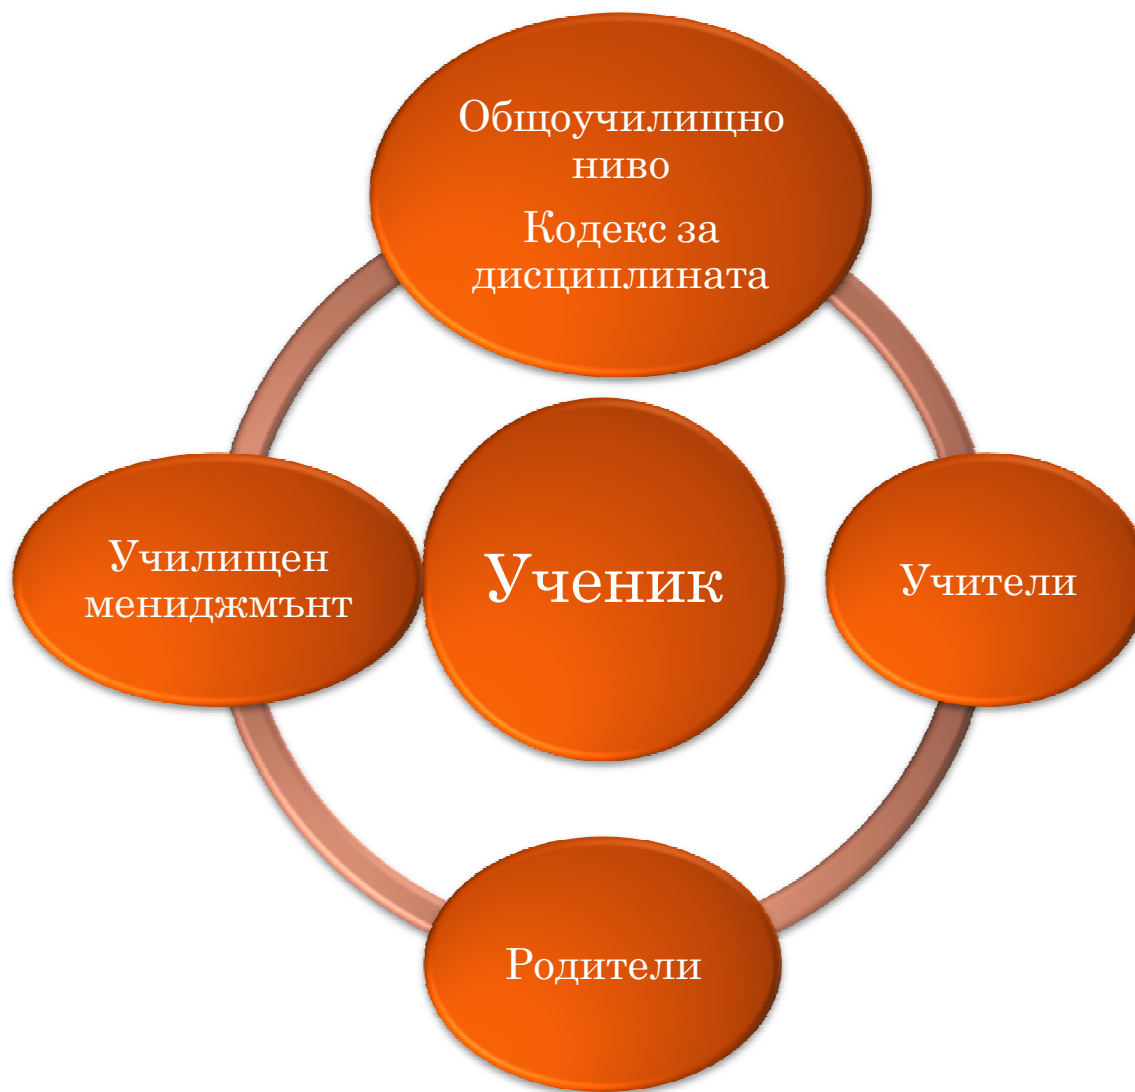 Общоучилищно
ниво
Кодекс за
дисциплината
Училищен
мениджмънт
Ученик
Учители
Родители